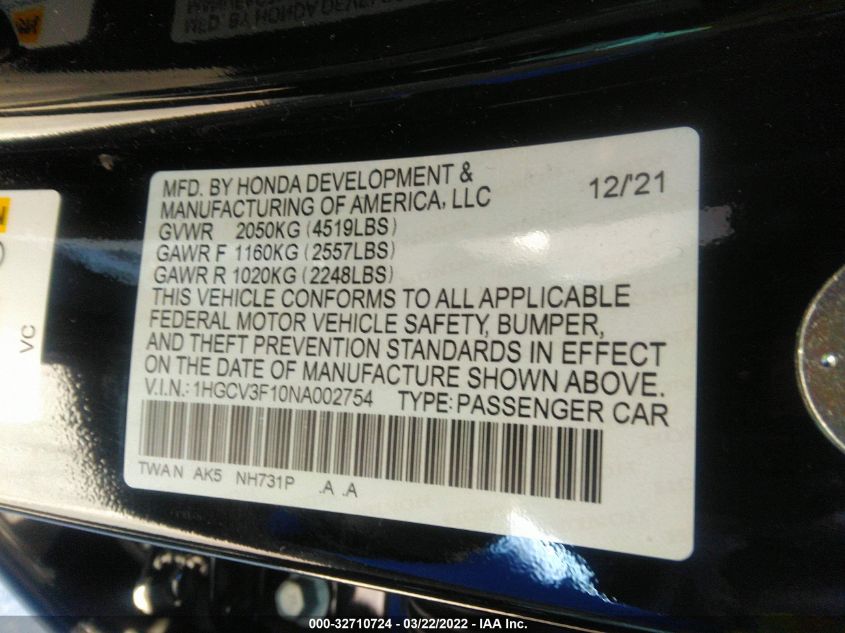 MFD. BY HONDA DEVELOPMENT &
MANUFACTURING OF AMERICA, LLC
12/'21
GVWR 2050KG (4519LBS)
GAWR F 1160KG (2557LBS)
GAWR R 1020KG (2248LBS)
THIS VEHICLE CONFORMS TO ALL APPLICABLE
FEDERAL MOTOR VEHICLE SAFETY, BUMPER,
AND THEFT PREVENTION STANDARDS IN EFFECT
ON THE DATE OF MANUFACTURE SHOWN ABOVE.
V.I.N.: 1HGCV3F10NA002754 TYPE: PASSENGER CAR
TWAN AK5 NH731P .A .A
VC
000-32710724 - 03/22/2022 - IAA Inc.